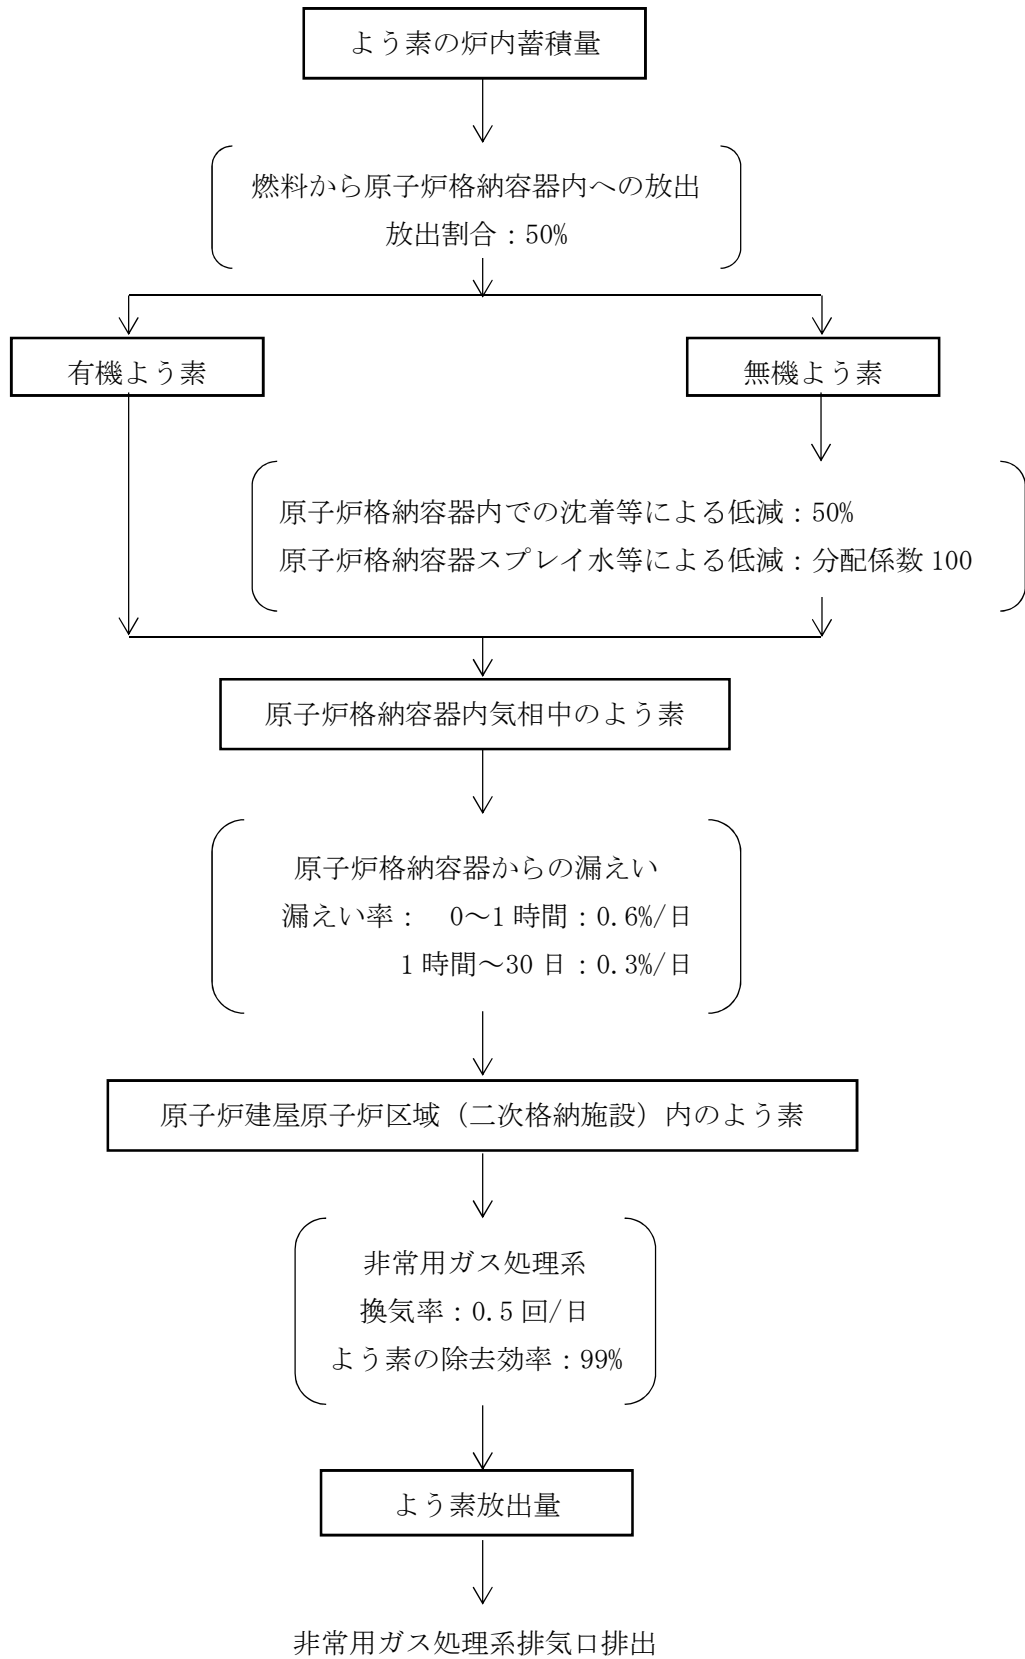 よう素の炉内蓄積量
燃料から原子炉格納容器内への放出
放出割合：50%
有機よう素
無機よう素
原子炉格納容器内での沈着等による低減：50%
原子炉格納容器スプレイ水等による低減：分配係数 100
原子炉格納容器内気相中のよう素
原子炉格納容器からの漏えい
漏えい率： 0～1 時間：0.6%/日
1 時間～30 日：0.3%/日
原子炉建屋原子炉区域（二次格納施設）内のよう素
非常用ガス処理系
換気率：0.5 回/日
よう素の除去効率：99%
よう素放出量
非常用ガス処理系排気口排出